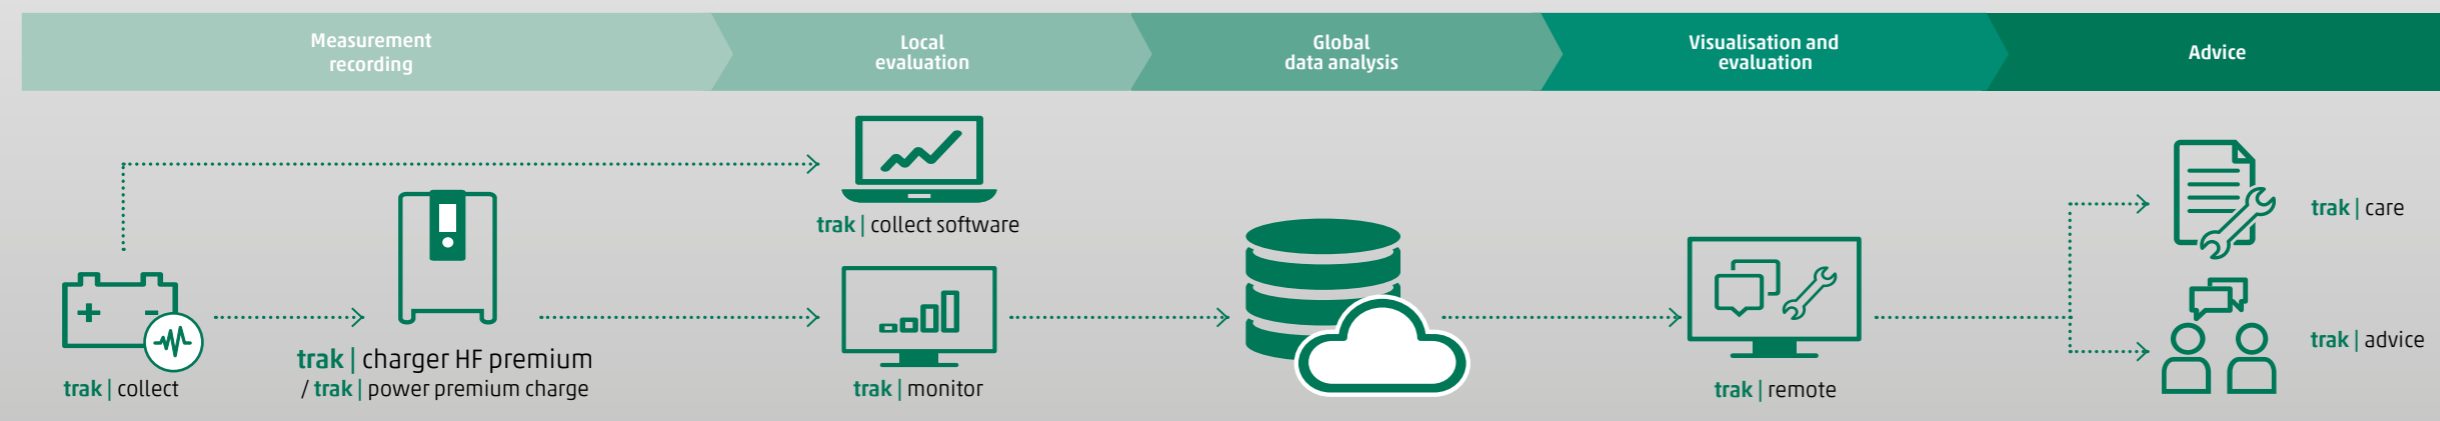 Measurement
recording
Local
evaluation
Global
data analysis
Visualisation and
evaluation
Advice
trak | collect software
trak | care
trak | charger HF premium
/ trak | power premium charge
trak | collect
trak | monitor
trak | remote
trak | advice